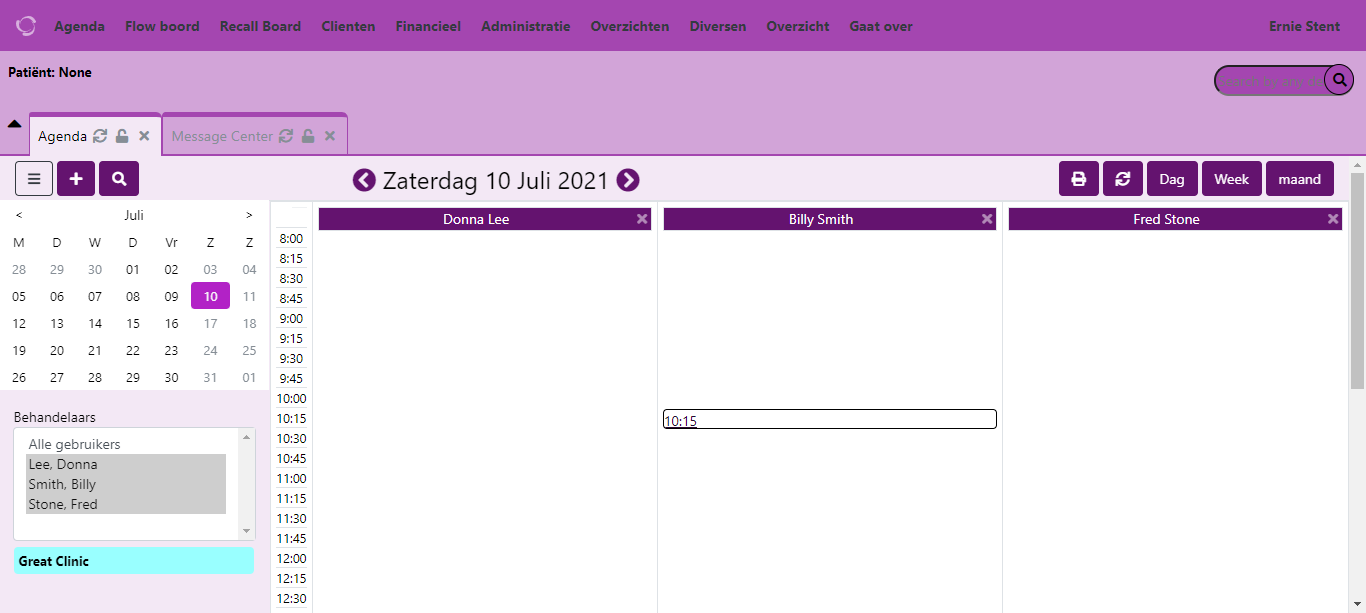 Agenda Flow boord Recall Board Clienten Financieel Administratie Overzichten Diversen Overzicht Gaat over Ernie Stent
Patiënt: None
Search by any
Agenda Message Center
Zaterdag 10 Juli 2021
Dag Week maand
< Juli >
M D W D Vr Z Z
28 29 30 01 02 03 04
05 06 07 08 09 10 11
12 13 14 15 16 17 18
19 20 21 22 23 24 25
26 27 28 29 30 31 01
Behandelaars
Alle gebruikers
Lee, Donna
Smith, Billy
Stone, Fred
Great Clinic
Donna Lee Billy Smith Fred Stone
8:00
8:15
8:30
8:45
9:00
9:15
9:30
9:45
10:00
10:15 10:15
10:30
10:45
11:00
11:15
11:30
11:45
12:00
12:15
12:30